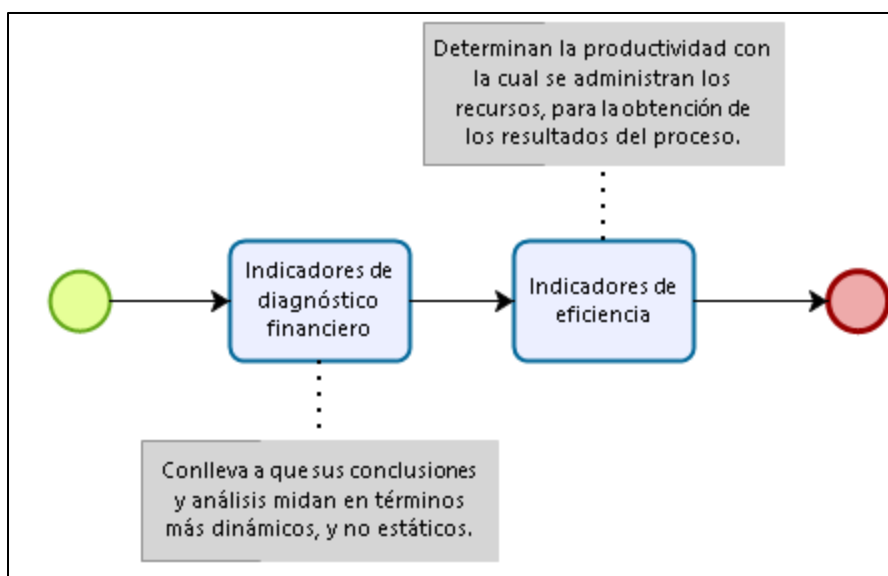 Determinan la productividad con
la cual se administran los
recursos, para la obtención de
los resultados del proceso.
Indicadores de
diagnóstico
financiero
Indicadores de
eficiencia
Conlleva a que sus conclusiones
y análisis midan en términos
más dinámicos, y no estáticos.